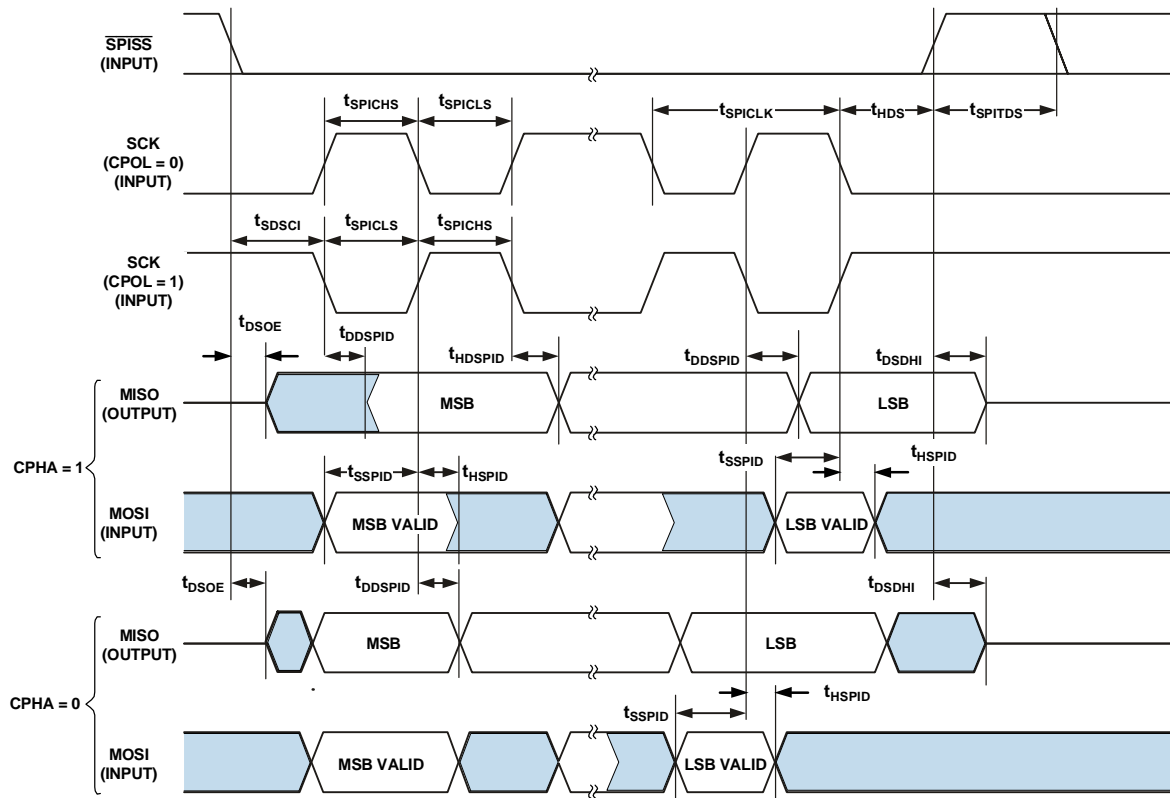 SPISS
(INPUT)
tSPICHS
tSPICLS
tSPICLK
tHDS
tSPITDS
SCK
(CPOL = 0)
(INPUT)
tSDSCI
tSPICLS
tSPICHS
SCK
(CPOL = 1)
(INPUT)
tDSOE
tDDSPID
tHDSPID
tDDSPID
tDSDHI
MISO
(OUTPUT)
MSB
LSB
CPHA = 1
tSSPID
tHSPID
tSSPID
tHSPID
MOSI
(INPUT)
MSB VALID
LSB VALID
tDSOE
tDDSPID
tDSDHI
MISO
(OUTPUT)
MSB
LSB
CPHA = 0
tSSPID
tHSPID
MOSI
(INPUT)
MSB VALID
LSB VALID